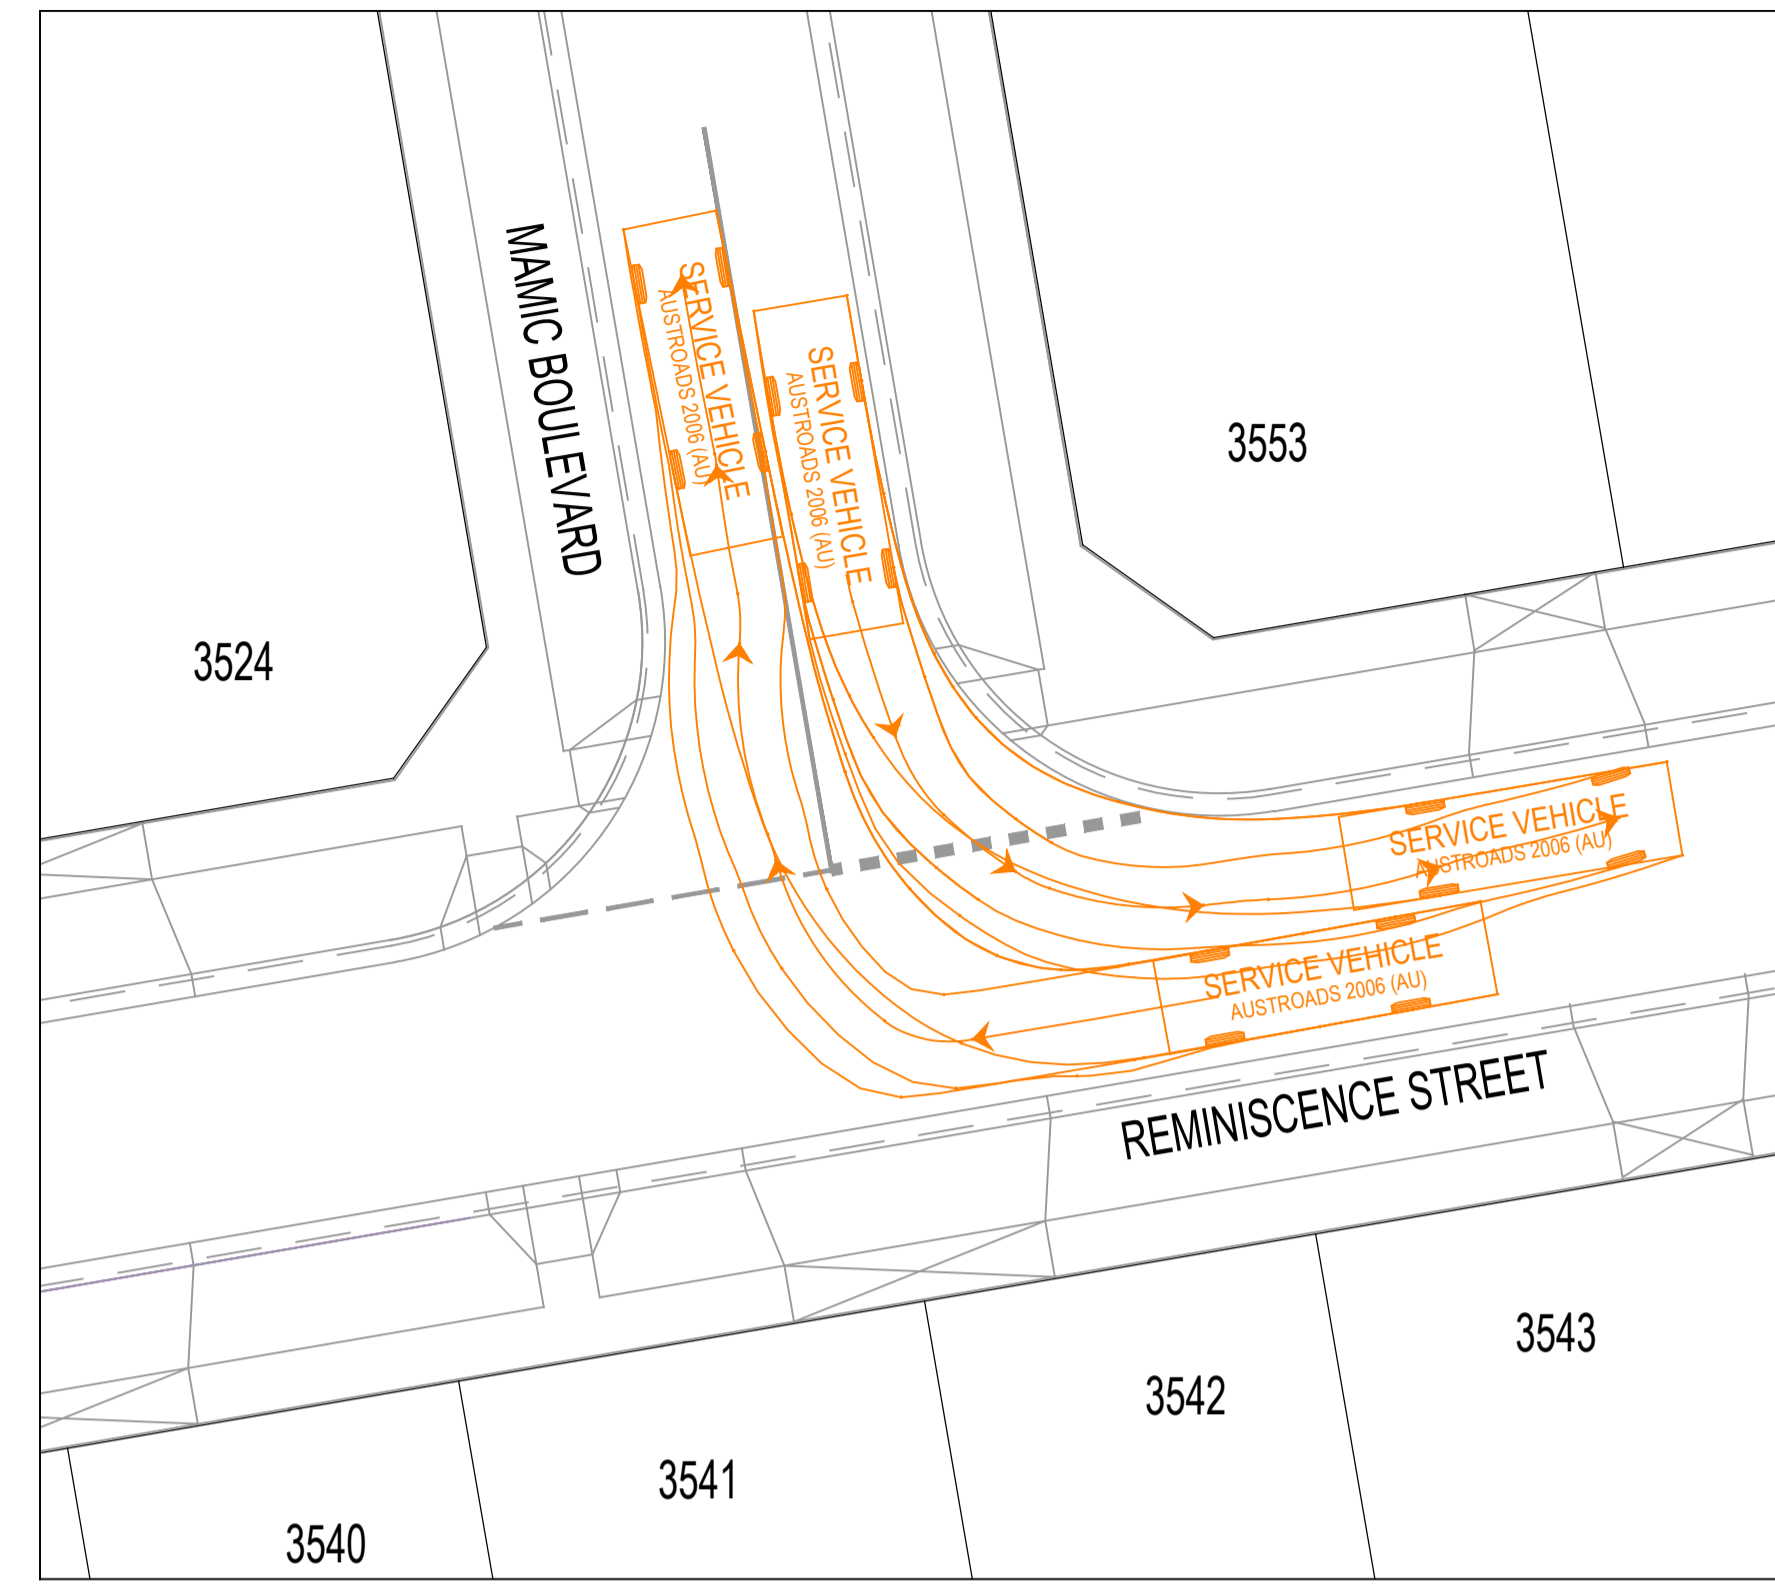 MAMIC BOULEVARD
SERVICE VEHICLE
AUSTROADS 2006 (AU)
SERVICE VEHICLE
AUSTROADS 2006 (AU)
3553
3524
SERVICE VEHICLE
AUSTROADS 2006 (AU)
SERVICE VEHICLE
AUSTROADS 2006 (AU)
REMINISCENCE STREET
3543
3542
3541
3540